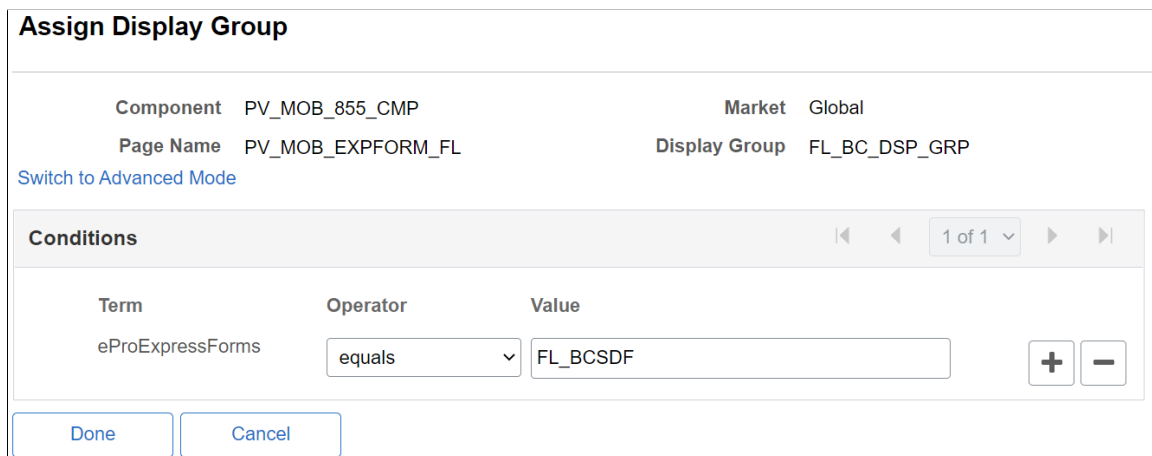 Assign Display Group
Component PV_MOB_855_CMP Market Global
Page Name PV_MOB_EXPFORM_FL Display Group FL_BC_DSP_GRP
Switch to Advanced Mode
Conditions 1 of 1
Term Operator Value
eProExpressForms equals FL_BCSDF
Done Cancel